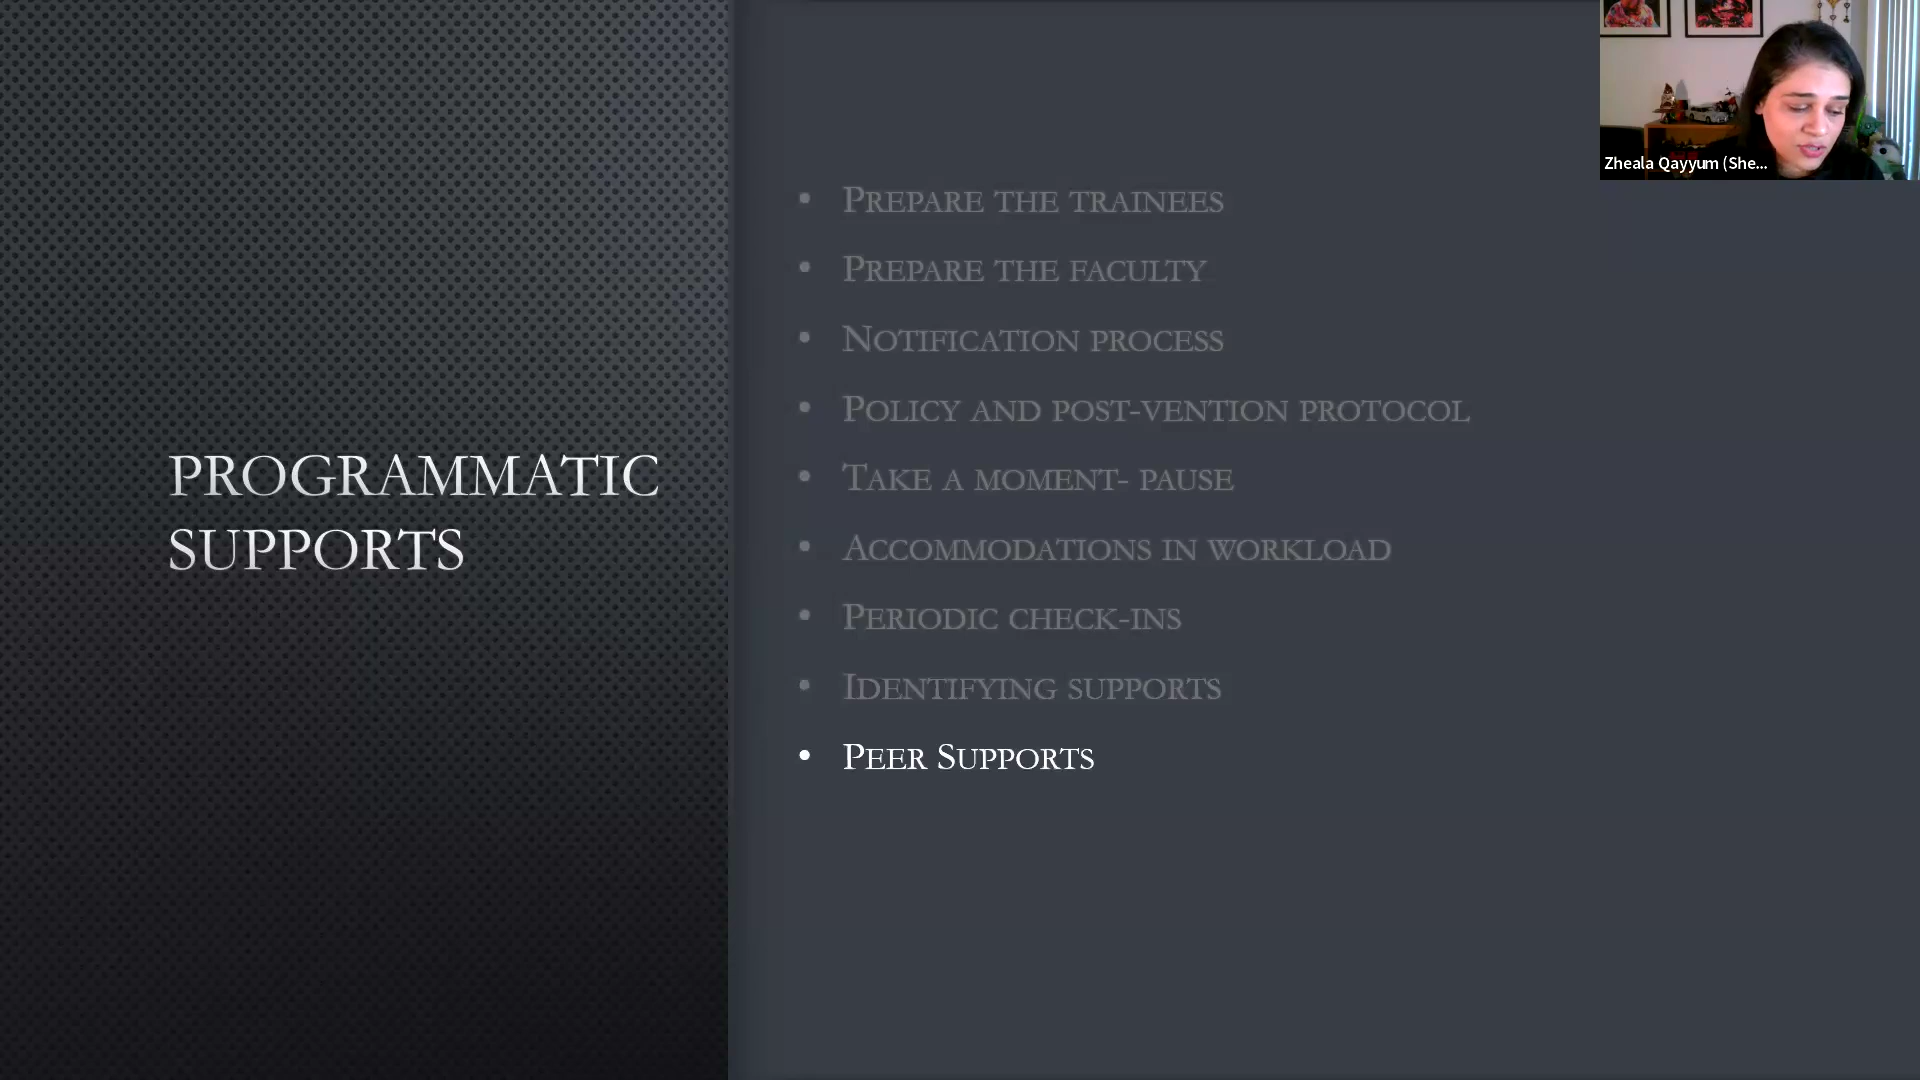 PROGRAMMATIC
SUPPORTS
• PREPARE THE TRAINEES
• PREPARE THE FACULTY
• NOTIFICATION PROCESS
• POLICY AND POST-VENTION PROTOCOL
• TAKE A MOMENT- PAUSE
• ACCOMMODATIONS IN WORKLOAD
• PERIODIC CHECK-INS
• IDENTIFYING SUPPORTS
• PEER SUPPORTS
Zheala Qayyum (She...